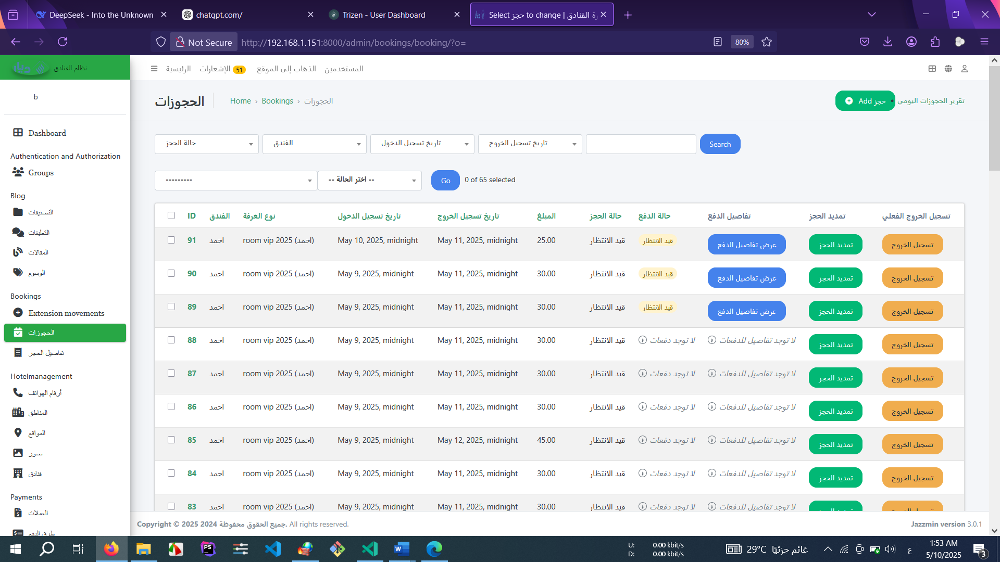 DeepSeek - Into the Unknown
chatgpt.com/
Trizen - User Dashboard
Select حجز to change | رة الفنادق
Not Secure
http://192.168.1.151:8000/admin/bookings/booking/?o=
80%
نظام الفنادق
الرئيسية
الإشعارات 51
الذهاب إلى الموقع
المستخدمين
b
Dashboard
Authentication and Authorization
Groups
Blog
التصنيفات
التعليقات
المقالات
الوسوم
Bookings
Extension movements
الحجوزات
تفاصيل الحجز
Hotelmanagement
أرقام الهواتف
المناطق
المواقع
صور
فنادق
Payments
العملات
طرق الدفع
الحجوزات
Home › Bookings › الحجوزات
Add حجز
تقرير الحجوزات اليومي
حالة الحجز
الفندق
تاريخ تسجيل الدخول
تاريخ تسجيل الخروج
Search
---------
-- اختر الحالة --
Go
0 of 65 selected
ID الفندق نوع الغرفة تاريخ تسجيل الدخول تاريخ تسجيل الخروج المبلغ حالة الحجز حالة الدفع تفاصيل الدفع تمديد الحجز تسجيل الخروج الفعلي
91 احمد room vip 2025 (احمد) May 10, 2025, midnight May 11, 2025, midnight 25.00 قيد الانتظار قيد الانتظار عرض تفاصيل الدفع تمديد الحجز تسجيل الخروج
90 احمد room vip 2025 (احمد) May 9, 2025, midnight May 11, 2025, midnight 30.00 قيد الانتظار قيد الانتظار عرض تفاصيل الدفع تمديد الحجز تسجيل الخروج
89 احمد room vip 2025 (احمد) May 9, 2025, midnight May 11, 2025, midnight 30.00 قيد الانتظار قيد الانتظار عرض تفاصيل الدفع تمديد الحجز تسجيل الخروج
88 احمد room vip 2025 (احمد) May 9, 2025, midnight May 11, 2025, midnight 30.00 قيد الانتظار لا توجد دفعات لا توجد تفاصيل للدفعات تمديد الحجز تسجيل الخروج
87 احمد room vip 2025 (احمد) May 9, 2025, midnight May 11, 2025, midnight 30.00 قيد الانتظار لا توجد دفعات لا توجد تفاصيل للدفعات تمديد الحجز تسجيل الخروج
86 احمد room vip 2025 (احمد) May 9, 2025, midnight May 11, 2025, midnight 30.00 قيد الانتظار لا توجد دفعات لا توجد تفاصيل للدفعات تمديد الحجز تسجيل الخروج
85 احمد room vip 2025 (احمد) May 9, 2025, midnight May 12, 2025, midnight 45.00 قيد الانتظار لا توجد دفعات لا توجد تفاصيل للدفعات تمديد الحجز تسجيل الخروج
84 احمد room vip 2025 (احمد) May 9, 2025, midnight May 11, 2025, midnight 30.00 قيد الانتظار لا توجد دفعات لا توجد تفاصيل للدفعات تمديد الحجز تسجيل الخروج
83 احمد room vip 2025 (احمد) May 9, 2025, midnight May 11, 2025, midnight 30.00 قيد الانتظار لا توجد دفعات لا توجد تفاصيل للدفعات
Copyright © 2025 2024 جميع الحقوق محفوظة. All rights reserved.
Jazzmin version 3.0.1
U: 0.00 kbit/s
D: 0.00 kbit/s
29°C غائم جزئيًا
ع
1:53 AM
5/10/2025
3